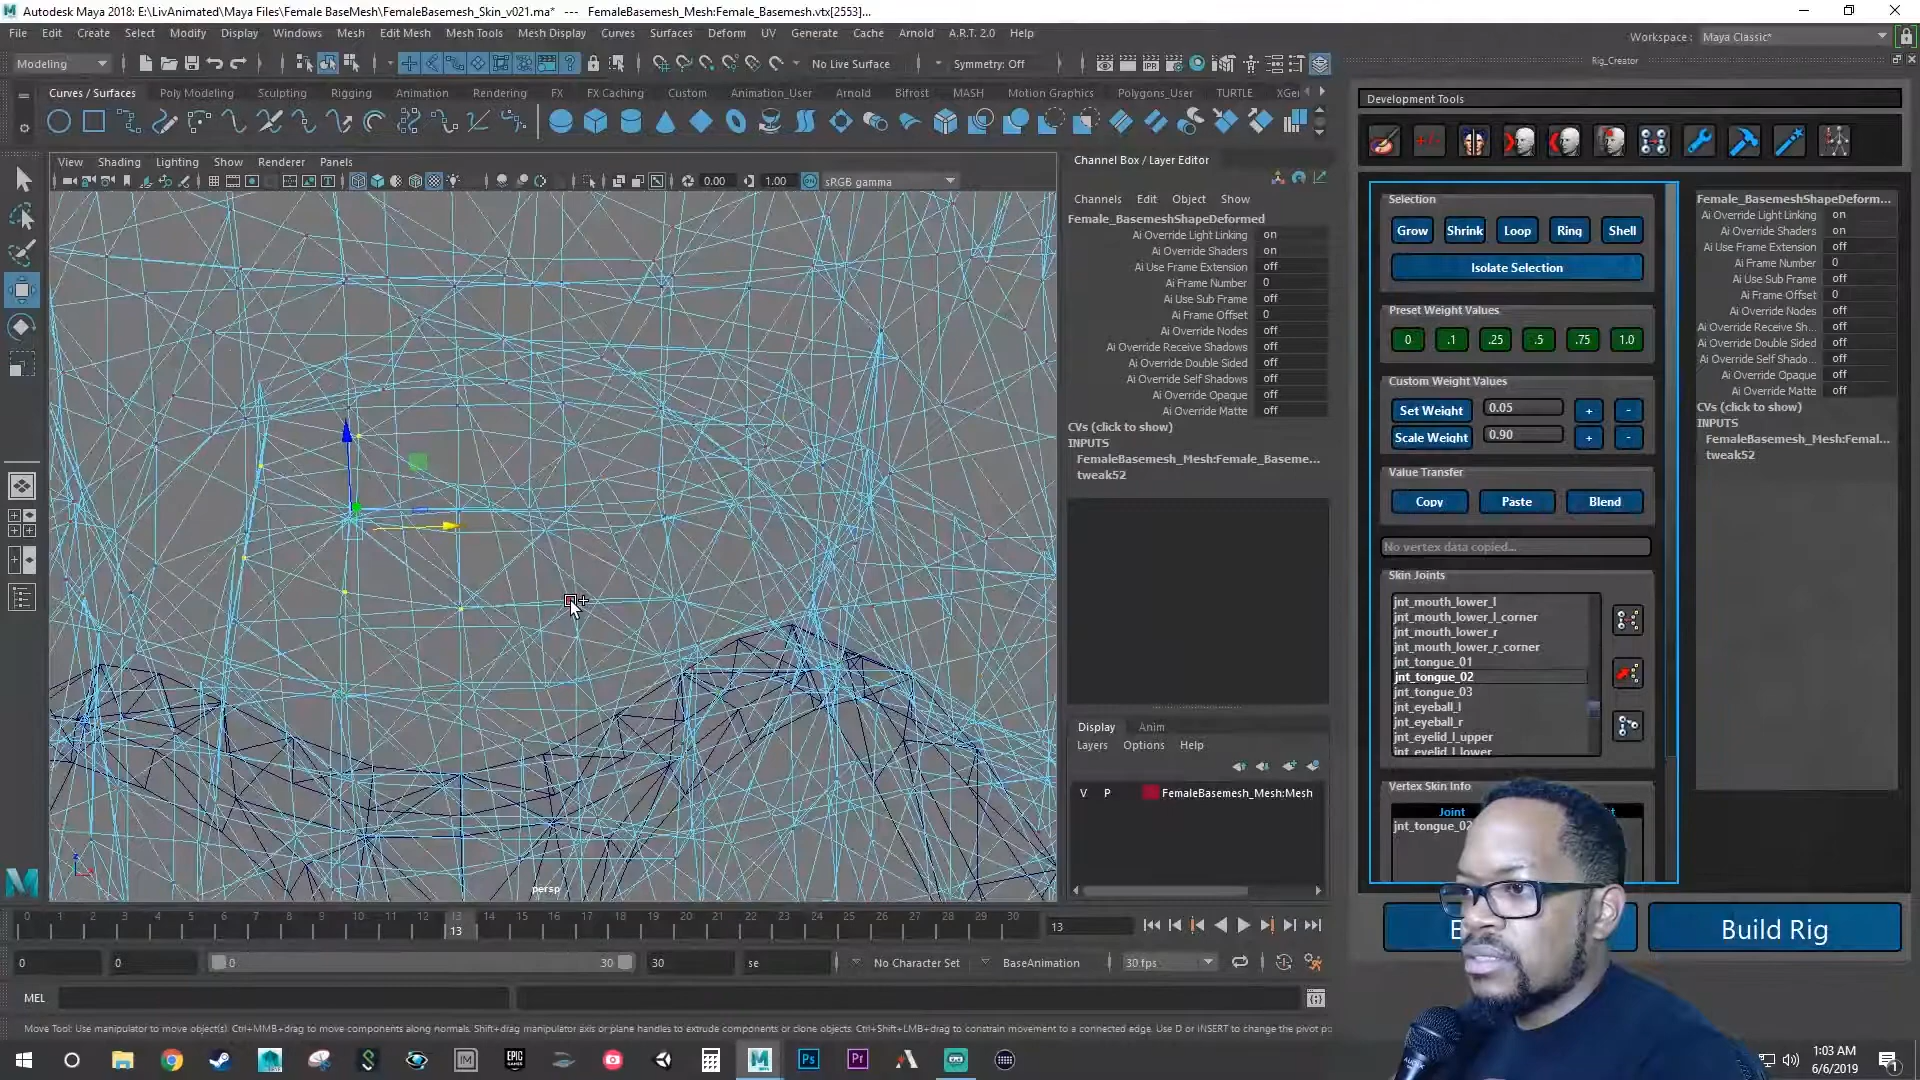 Autodesk Maya 2018: E:\LivAnimated\Maya Files\Female BaseMesh\FemaleBasemesh_Skin_v021.ma* --- FemaleBasemesh_Mesh:Female_Basemesh.vtx[2553]...
File Edit Create Select Modify Display Windows Mesh Edit Mesh Mesh Tools Mesh Display Curves Surfaces Deform UV Generate Cache Arnold A.R.T. 2.0 Help
Workspace: Maya Classic*
Modeling
No Live Surface
Symmetry: Off
Rig_Creator
Curves / Surfaces Poly Modeling Sculpting Rigging Animation Rendering FX FX Caching Custom Animation_User Arnold Bifrost MASH Motion Graphics Polygons_User TURTLE XGe
Development Tools
View Shading Lighting Show Renderer Panels
0.00
1.00
sRGB gamma
Channel Box / Layer Editor
Channels Edit Object Show
Female_BasemeshShapeDeformed
Ai Override Light Linking on
Ai Override Shaders on
Ai Use Frame Extension off
Ai Frame Number 0
Ai Use Sub Frame off
Ai Frame Offset 0
Ai Override Nodes off
Ai Override Receive Shadows off
Ai Override Double Sided off
Ai Override Self Shadows off
Ai Override Opaque off
Ai Override Matte off
CVs (click to show)
INPUTS
FemaleBasemesh_Mesh:Female_Baseme...
tweak52
Display Anim
Layers Options Help
V P FemaleBasemesh_Mesh:Mesh
Selection
Grow Shrink Loop Ring Shell
Isolate Selection
Preset Weight Values
0 .1 .25 .5 .75 1.0
Custom Weight Values
Set Weight 0.05 + -
Scale Weight 0.90 + -
Value Transfer
Copy Paste Blend
No vertex data copied...
Skin Joints
jnt_mouth_lower_l
jnt_mouth_lower_l_corner
jnt_mouth_lower_r
jnt_mouth_lower_r_corner
jnt_tongue_01
jnt_tongue_02
jnt_tongue_03
jnt_eyeball_l
jnt_eyeball_r
jnt_eyelid_l_upper
jnt_eyelid_l_lower
Vertex Skin Info
Joint
jnt_tongue_02
Build Rig
Female_BasemeshShapeDeform...
Ai Override Light Linking on
Ai Override Shaders on
Ai Use Frame Extension off
Ai Frame Number 0
Ai Use Sub Frame off
Ai Frame Offset 0
Ai Override Nodes off
Ai Override Receive Sh... off
Ai Override Double Sided off
Ai Override Self Shado... off
Ai Override Opaque off
Ai Override Matte off
CVs (click to show)
INPUTS
FemaleBasemesh_Mesh:Femal...
tweak52
persp
0 1 2 3 4 5 6 7 8 9 10 11 12 13 14 15 16 17 18 19 20 21 22 23 24 25 26 27 28 29 30
13
13
0 0 0 30 30 se
No Character Set
BaseAnimation
30 fps
MEL
Move Tool: Use manipulator to move object(s). Ctrl+MMB+drag to move components along normals. Shift+drag manipulator axis or plane handles to extrude components or clone objects. Ctrl+Shift+LMB+drag to constrain movement to a connected edge. Use D or INSERT to change the pivot p
1:03 AM
6/6/2019